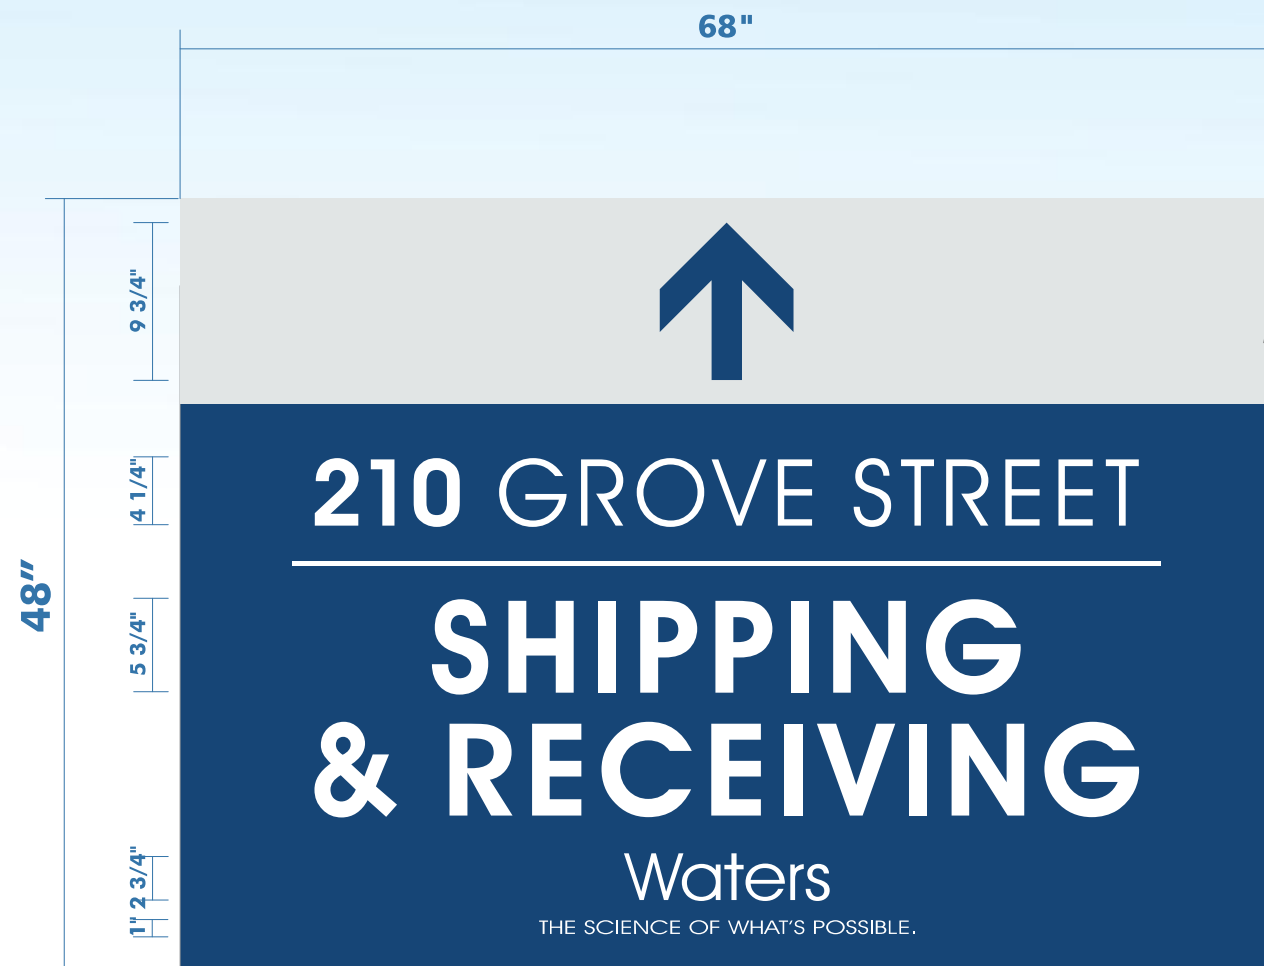 68"
9 3/4"
4 1/4"
210 GROVE STREET
48”
5 3/4"
SHIPPING
& RECEIVING
2 3/4"
Waters
1"
THE SCIENCE OF WHAT'S POSSIBLE.